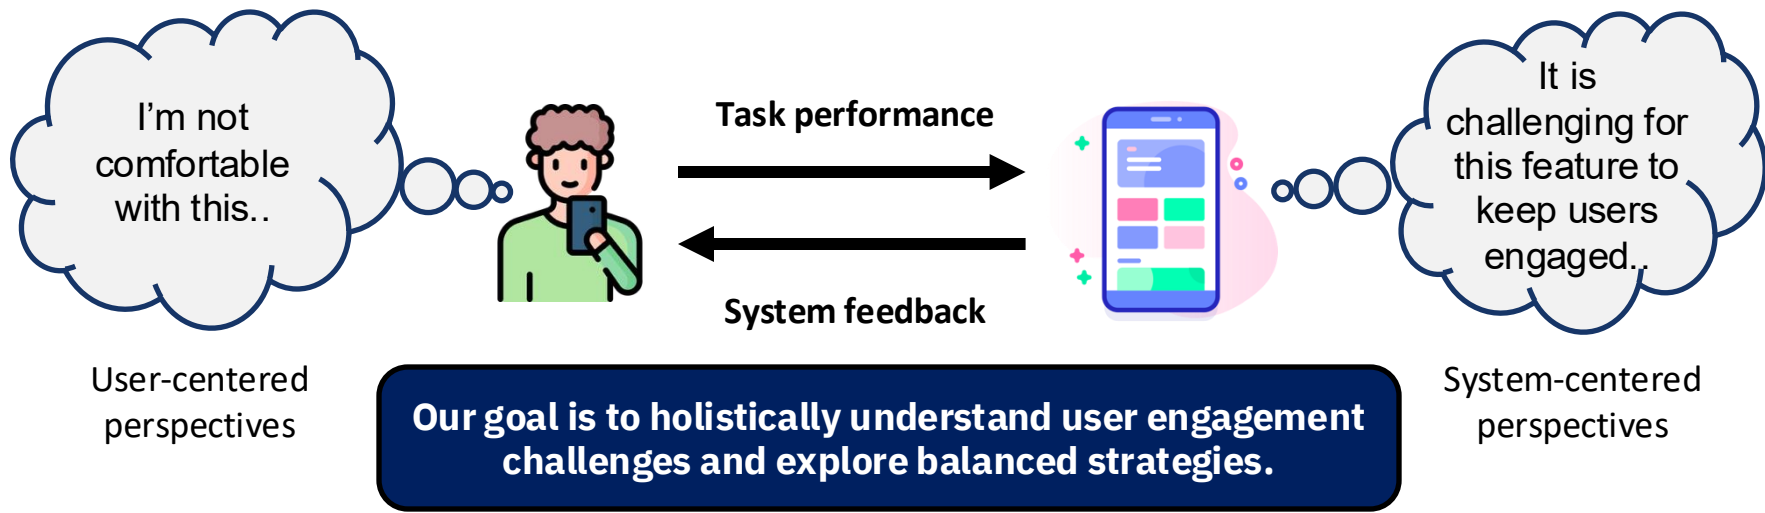 I'm not
comfortable
with this..
Task performance
System feedback
It is
challenging for
this feature to
keep users
engaged..
User-centered
perspectives
Our goal is to holistically understand user engagement
challenges and explore balanced strategies.
System-centered
perspectives